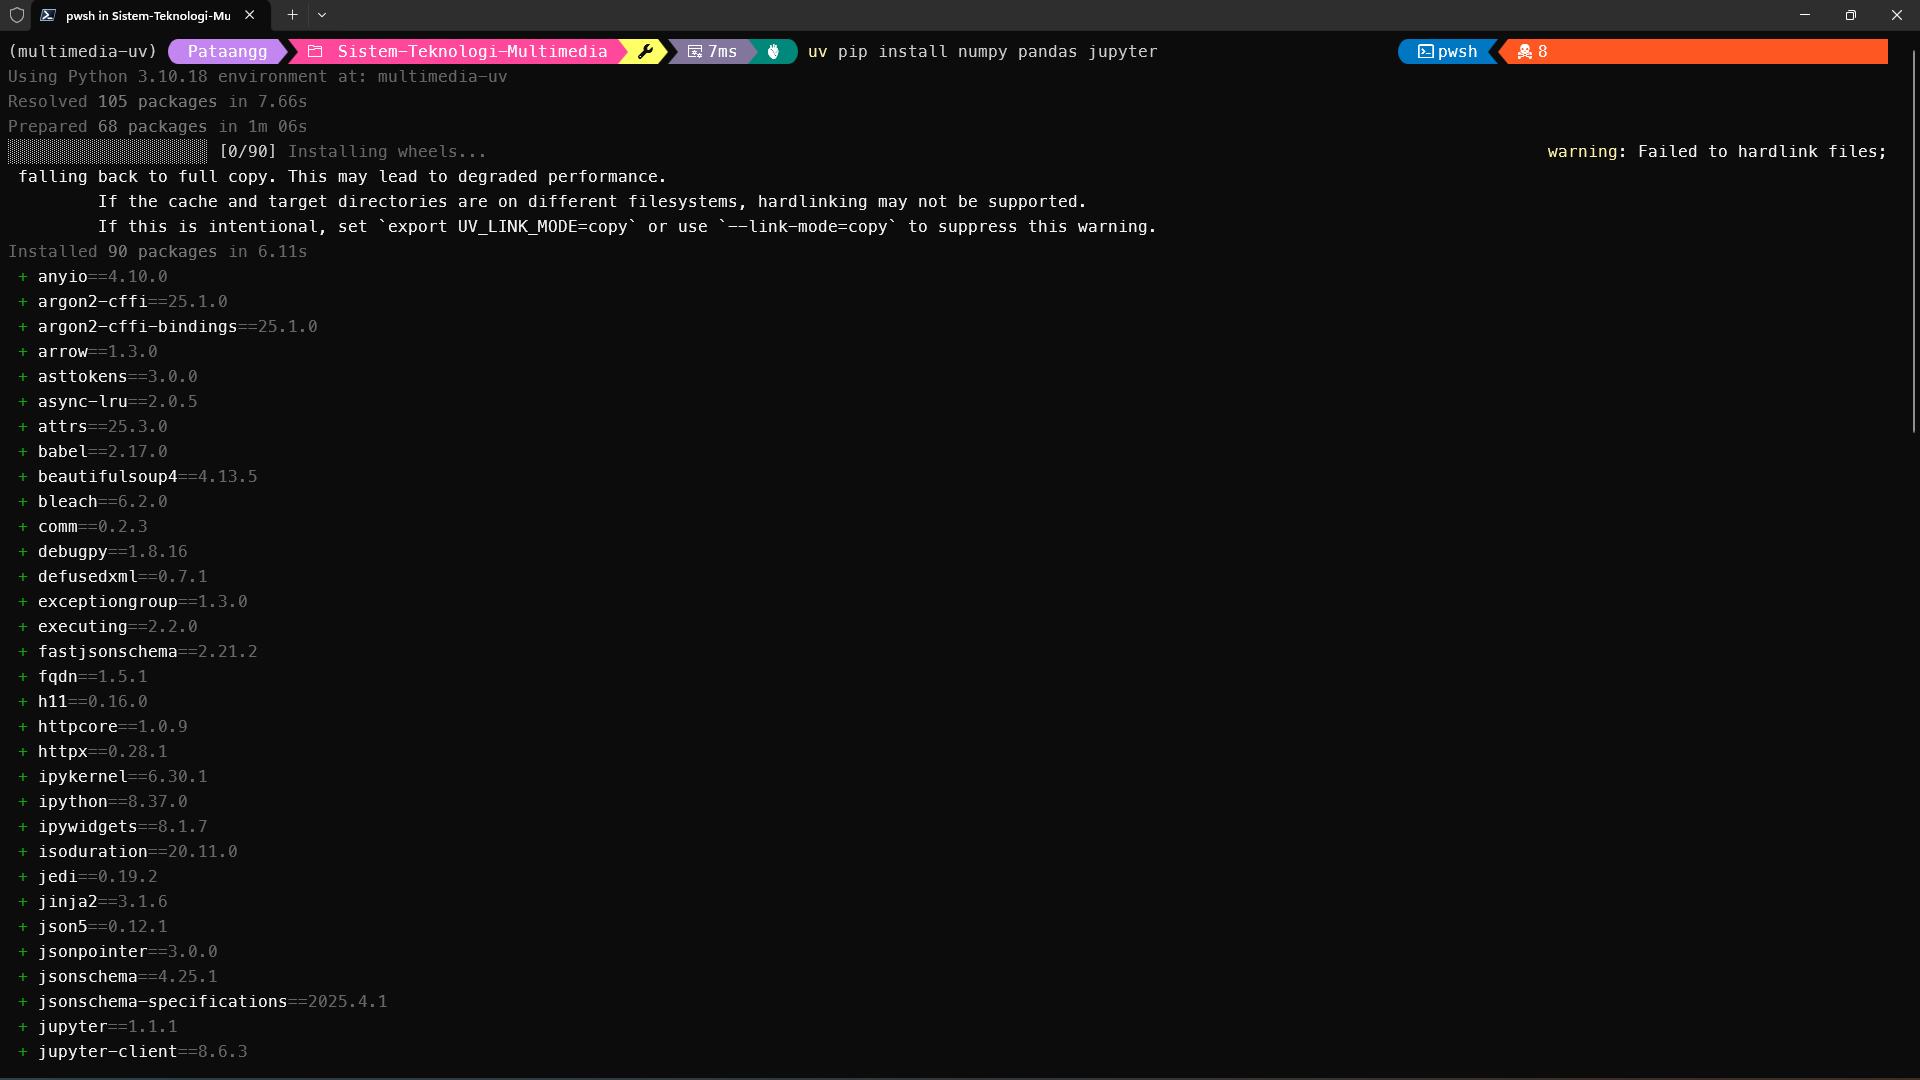 pwsh in Sistem-Teknologi-Mu
(multimedia-uv) Pataangg Sistem-Teknologi-Multimedia 7ms uv pip install numpy pandas jupyter pwsh 8
Using Python 3.10.18 environment at: multimedia-uv
Resolved 105 packages in 7.66s
Prepared 68 packages in 1m 06s
[0/90] Installing wheels... warning: Failed to hardlink files;
falling back to full copy. This may lead to degraded performance.
If the cache and target directories are on different filesystems, hardlinking may not be supported.
If this is intentional, set `export UV_LINK_MODE=copy` or use `--link-mode=copy` to suppress this warning.
Installed 90 packages in 6.11s
+ anyio==4.10.0
+ argon2-cffi==25.1.0
+ argon2-cffi-bindings==25.1.0
+ arrow==1.3.0
+ asttokens==3.0.0
+ async-lru==2.0.5
+ attrs==25.3.0
+ babel==2.17.0
+ beautifulsoup4==4.13.5
+ bleach==6.2.0
+ comm==0.2.3
+ debugpy==1.8.16
+ defusedxml==0.7.1
+ exceptiongroup==1.3.0
+ executing==2.2.0
+ fastjsonschema==2.21.2
+ fqdn==1.5.1
+ h11==0.16.0
+ httpcore==1.0.9
+ httpx==0.28.1
+ ipykernel==6.30.1
+ ipython==8.37.0
+ ipywidgets==8.1.7
+ isoduration==20.11.0
+ jedi==0.19.2
+ jinja2==3.1.6
+ json5==0.12.1
+ jsonpointer==3.0.0
+ jsonschema==4.25.1
+ jsonschema-specifications==2025.4.1
+ jupyter==1.1.1
+ jupyter-client==8.6.3